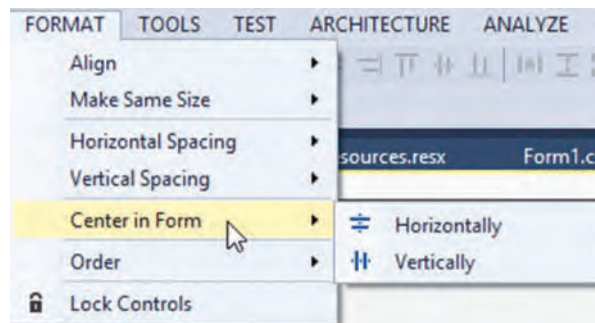 FORMAT TOOLS TEST ARCHITECTURE ANALYZE
Align
Make Same Size
Horizontal Spacing
sources.resx Form1.c
Vertical Spacing
Center in Form
Horizontally
Order
Vertically
Lock Controls